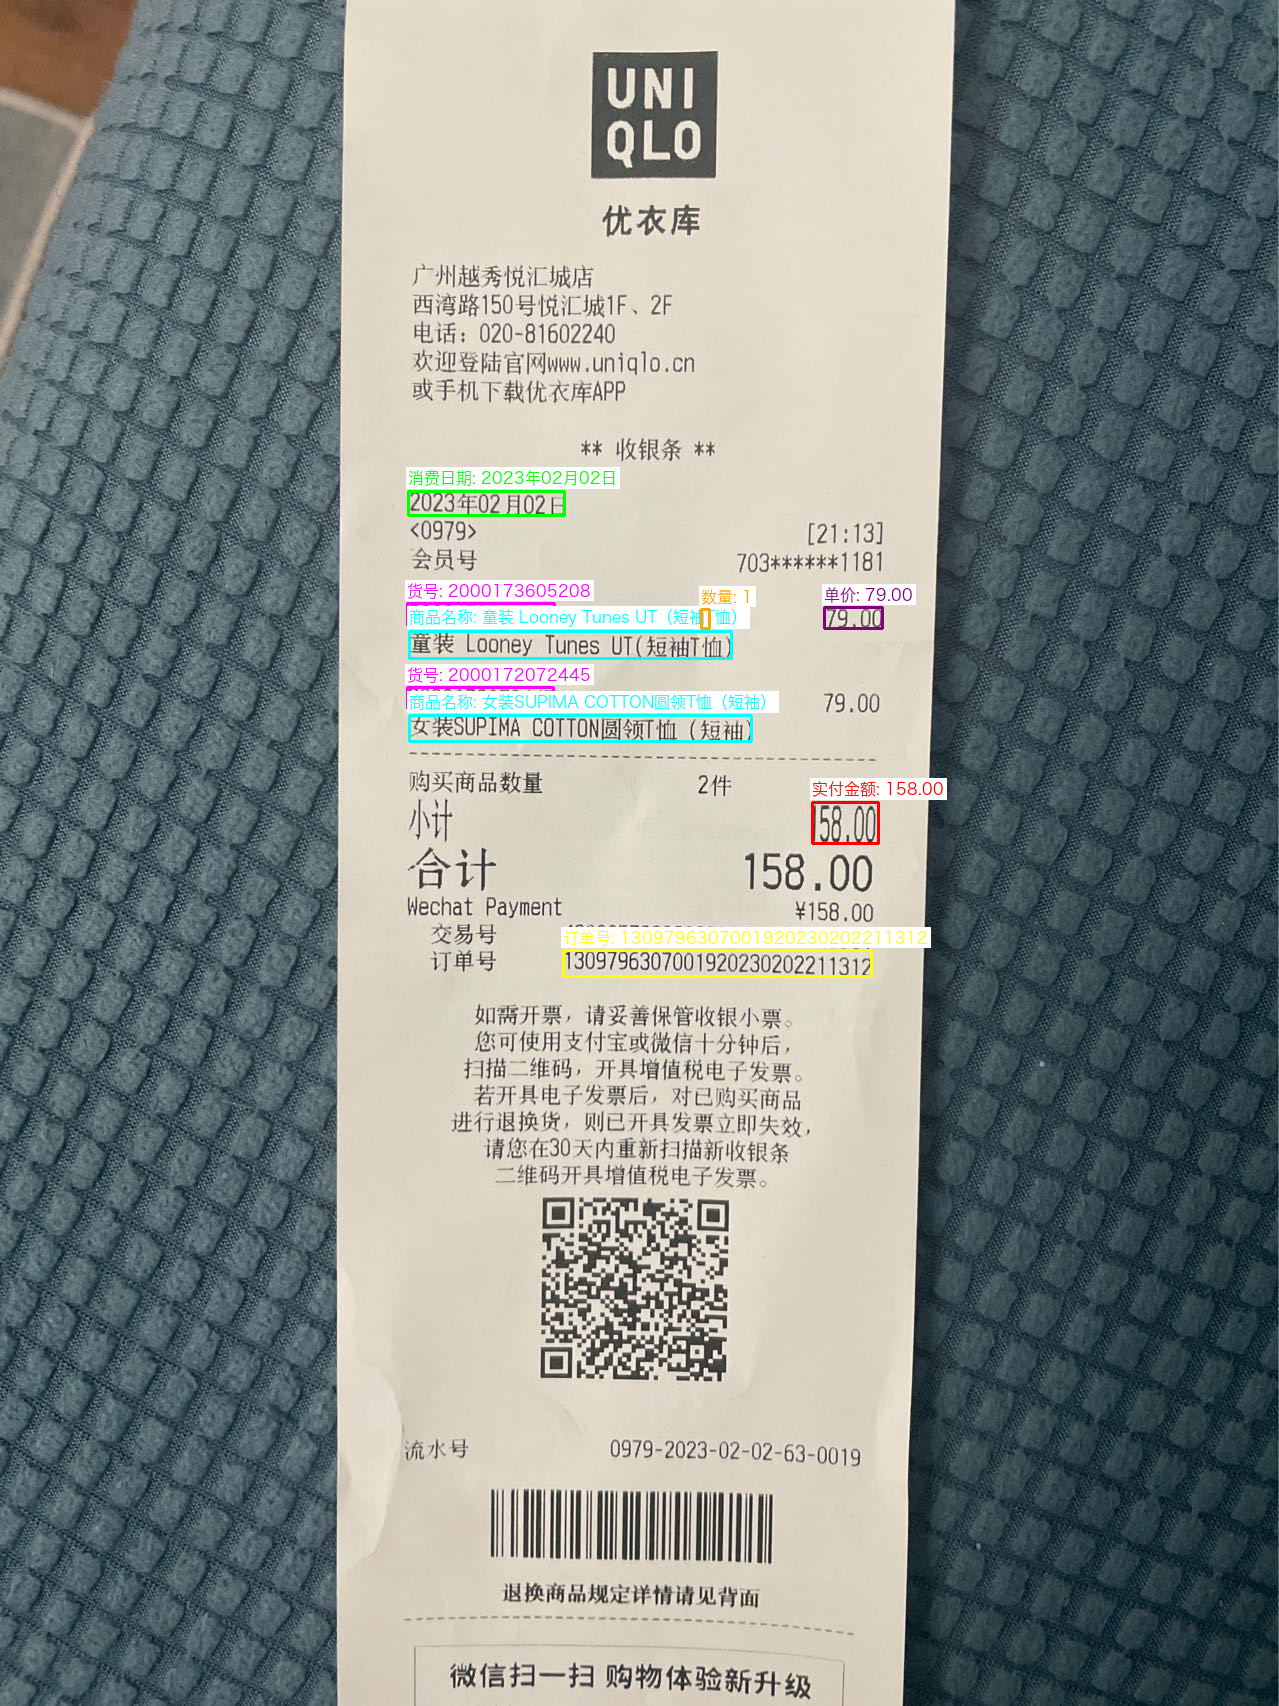 UNI
QLO
优衣库
广州越秀悦汇城店
西湾路150号悦汇城1F、2F
电话：020-81602240
欢迎登陆官网www.uniqlo.cn
或手机下载优衣库APP
** 收银条 **
消费日期: 2023年02月02日
2023年02月02日
<0979> [21:13]
会员号 703******1181
货号: 2000173605208 数量: 1 单价: 79.00
商品名称: 童装 Looney Tunes UT（短袖T恤） 79.00
童装 Looney Tunes UT(短袖T恤)
货号: 2000172072445
商品名称: 女装SUPIMA COTTON圆领T恤（短袖） 79.00
女装SUPIMA COTTON圆领T恤 (短袖)
购买商品数量 2件
实付金额: 158.00
小计 158.00
合计 158.00
Wechat Payment ¥158.00
交易号
订单号: 1309796307001920230202211312
订单号 1309796307001920230202211312
如需开票，请妥善保管收银小票。
您可使用支付宝或微信十分钟后，
扫描二维码，开具增值税电子发票。
若开具电子发票后，对已购买商品
进行退换货，则已开具发票立即失效，
请您在30天内重新扫描新收银条
二维码开具增值税电子发票。
流水号 0979-2023-02-02-63-0019
退换商品规定详情请见背面
微信扫一扫 购物体验新升级